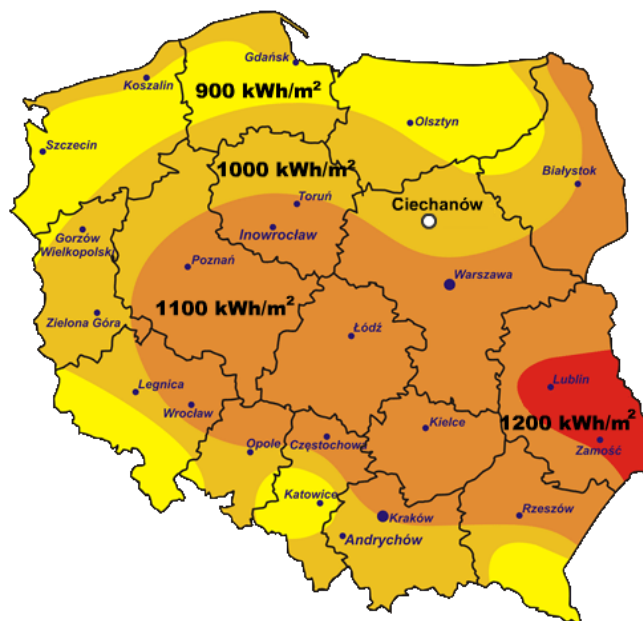 Gdańsk
Koszalin
900 kWh/m²
Olsztyn
Szczecin
1000 kWh/m²
Białystok
Toruń
Ciechanów
Gorzów
Wielkopolski
Inowrocław
Poznań
Warszawa
1100 kWh/m²
Zielona Góra
Łódź
Legnica
Lublin
Wrocław
1200 kWh/m²
Kielce
Opole
Częstochowa
Zamość
Katowice
Kraków
Rzeszów
Andrychów